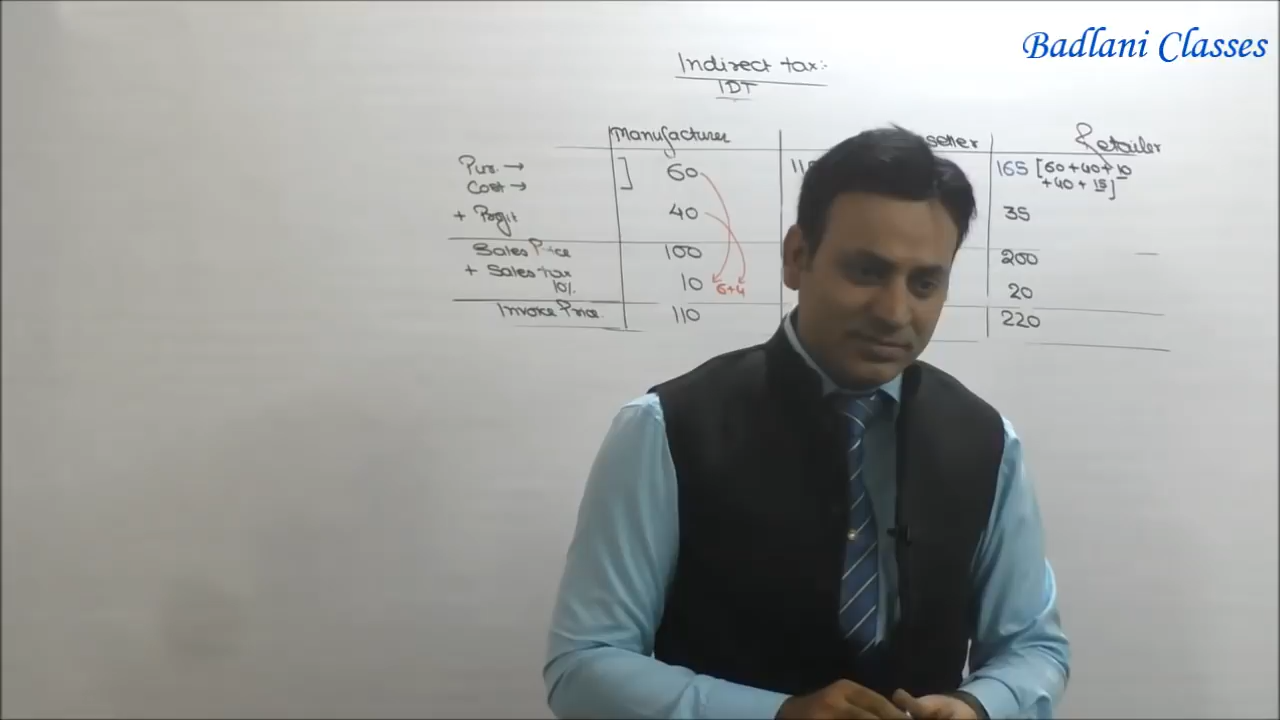 Badlani Classes
Indirect tax:-
IDT
Manufacturer seller Retailer
Pur. → ] 60 11 165 [60+40+10
Cost → +40+15]
+ Profit 40 35
Sales Price 100 200
+ Sales tax 10 6+4 20
10%
Invoice Price 110 220